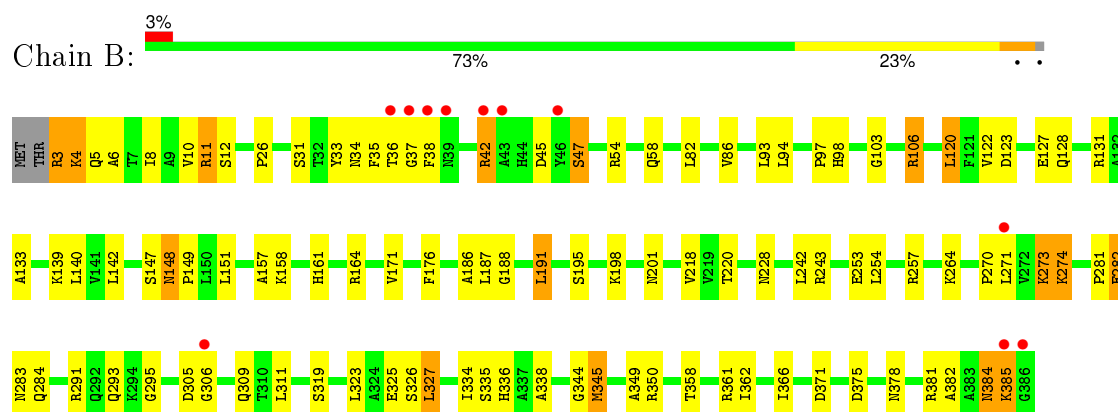 3%
Chain B:
73% 23% • •
MET THR R3 K4 Q5 A6 T7 I8 A9 V10 R11 S12 P26 S31 T32 Y33 N34 F35 T36 G37 F38 N39 R42 A43 H44 D45 Y46 S47 R54 Q58 L82 V86 L93 L94 P97 H98 G103 R106 L120 F121 V122 D123 E127 Q128 R131 A132
A133 K139 L140 V141 L142 S147 N148 P149 L150 L151 A157 K158 H161 R164 V171 F176 A186 L187 G188 L191 S195 K198 N201 V218 V219 T220 N228 L242 R243 E253 L254 R257 K264 P270 L271 V272 K273 K274 P281
N283 Q284 R291 Q292 Q293 K294 G295 D305 G306 Q309 T310 L311 S319 L323 A324 E325 S326 L327 I334 S335 H336 A337 A338 G344 M345 A349 R350 T358 R361 I362 I366 D371 D375 N378 R381 A382 A383 N384 K385 G386